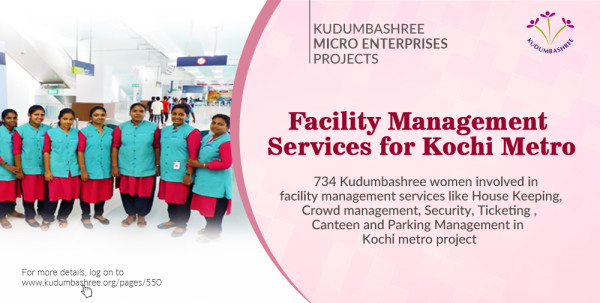 KUDUMBASHREE
MICRO ENTERPRISES
PROJECTS
KUDUMBASHREE
Facility Management
Services for Kochi Metro
734 Kudumbashree women involved in
facility management services like House Keeping,
Crowd management, Security, Ticketing ,
Canteen and Parking Management in
Kochi metro project
For more details, log on to
www.kudumbashree.org/pages/550